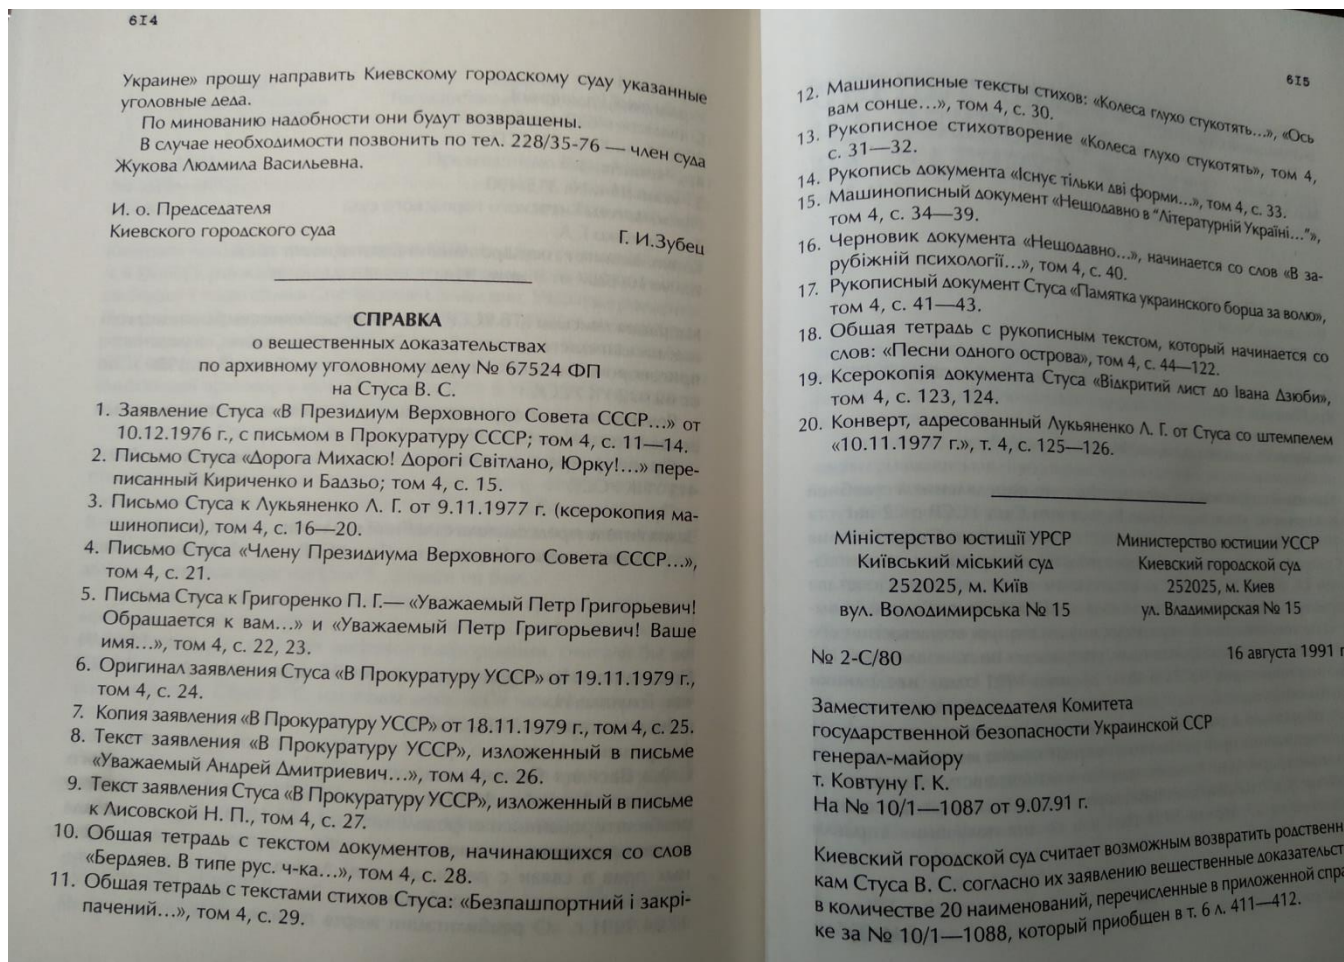 614
Украине» прошу направить Киевскому городскому суду указанные
уголовные деда.
По минованию надобности они будут возвращены.
В случае необходимости позвонить по тел. 228/35-76 — член суда
Жукова Людмила Васильевна.
И. о. Председателя
Киевского городского суда
Г. И.Зубец
СПРАВКА
о вещественных доказательствах
по архивному уголовному делу № 67524 ФП
на Стуса В. С.
1. Заявление Стуса «В Президиум Верховного Совета СССР...» от
10.12.1976 г., с письмом в Прокуратуру СССР; том 4, с. 11—14.
2. Письмо Стуса «Дорога Михасю! Дорогі Світлано, Юрку!...» пере-
писанный Кириченко и Бадзьо; том 4, с. 15.
3. Письмо Стуса к Лукьяненко Л. Г. от 9.11.1977 г. (ксерокопия ма-
шинописи), том 4, с. 16—20.
4. Письмо Стуса «Члену Президиума Верховного Совета СССР...»,
том 4, с. 21.
5. Письма Стуса к Григоренко П. Г.— «Уважаемый Петр Григорьевич!
Обращается к вам...» и «Уважаемый Петр Григорьевич! Ваше
имя...», том 4, с. 22, 23.
6. Оригинал заявления Стуса «В Прокуратуру УССР» от 19.11.1979 г.,
том 4, с. 24.
7. Копия заявления «В Прокуратуру УССР» от 18.11.1979 г., том 4, с. 25.
8. Текст заявления «В Прокуратуру УССР», изложенный в письме
«Уважаемый Андрей Дмитриевич...», том 4, с. 26.
9. Текст заявления Стуса «В Прокуратуру УССР», изложенный в письме
к Лисовской Н. П., том 4, с. 27.
10. Общая тетрадь с текстом документов, начинающихся со слов
«Бердяев. В типе рус. ч-ка...», том 4, с. 28.
11. Общая тетрадь с текстами стихов Стуса: «Безпашпортний і закрі-
пачений...», том 4, с. 29.
615
12. Машинописные тексты стихов: «Колеса глухо стукотять...», «Ось
вам сонце...», том 4, с. 30.
13. Рукописное стихотворение «Колеса глухо стукотять», том 4,
с. 31—32.
14. Рукопись документа «Існує тільки дві форми...», том 4, с. 33.
15. Машинописный документ «Нещодавно в "Літературній Україні..."»,
том 4, с. 34—39.
16. Черновик документа «Нещодавно...», начинается со слов «В за-
рубіжній психології...», том 4, с. 40.
17. Рукописный документ Стуса «Памятка украинского борца за волю»,
том 4, с. 41—43.
18. Общая тетрадь с рукописным текстом, который начинается со
слов: «Песни одного острова», том 4, с. 44—122.
19. Ксерокопія документа Стуса «Відкритий лист до Івана Дзюби»,
том 4, с. 123, 124.
20. Конверт, адресованный Лукьяненко Л. Г. от Стуса со штемпелем
«10.11.1977 г.», т. 4, с. 125—126.
Міністерство юстиції УРСР
Київський міський суд
252025, м. Київ
вул. Володимирська № 15
Министерство юстиции УССР
Киевский городской суд
252025, м. Киев
ул. Владимирская № 15
№ 2-С/80
16 августа 1991 г
Заместителю председателя Комитета
государственной безопасности Украинской ССР
генерал-майору
т. Ковтуну Г. К.
На № 10/1—1087 от 9.07.91 г.
Киевский городской суд считает возможным возвратить родственн
кам Стуса В. С. согласно их заявлению вещественные доказательст
в количестве 20 наименований, перечисленные в приложенной спра
ке за № 10/1—1088, который приобщен в т. 6 л. 411—412.